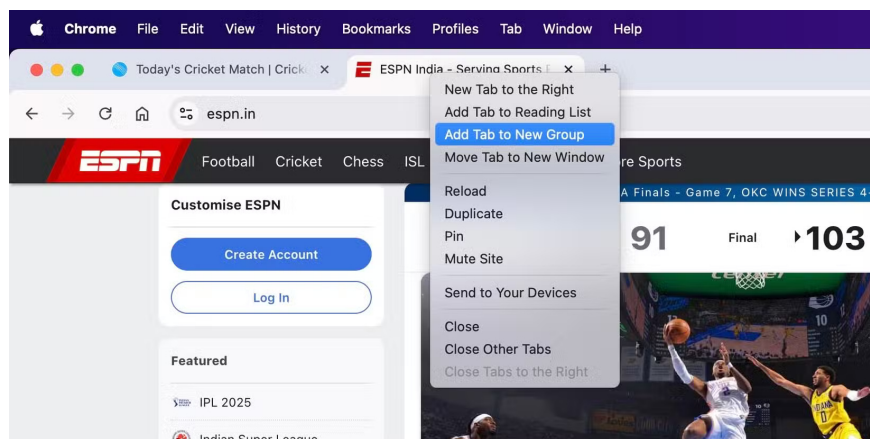 Chrome File Edit View History Bookmarks Profiles Tab Window Help
Today's Cricket Match | Crick
ESPN India - Serving Sports F
espn.in
New Tab to the Right
Add Tab to Reading List
Add Tab to New Group
Move Tab to New Window
Reload
Duplicate
Pin
Mute Site
Send to Your Devices
Close
Close Other Tabs
Close Tabs to the Right
ESPN Football Cricket Chess ISL re Sports
A Finals - Game 7, OKC WINS SERIES 4-
Customise ESPN
Create Account
Log In
91 Final 103
Featured
IPL 2025
Indian Super League
10
INDIANA
0